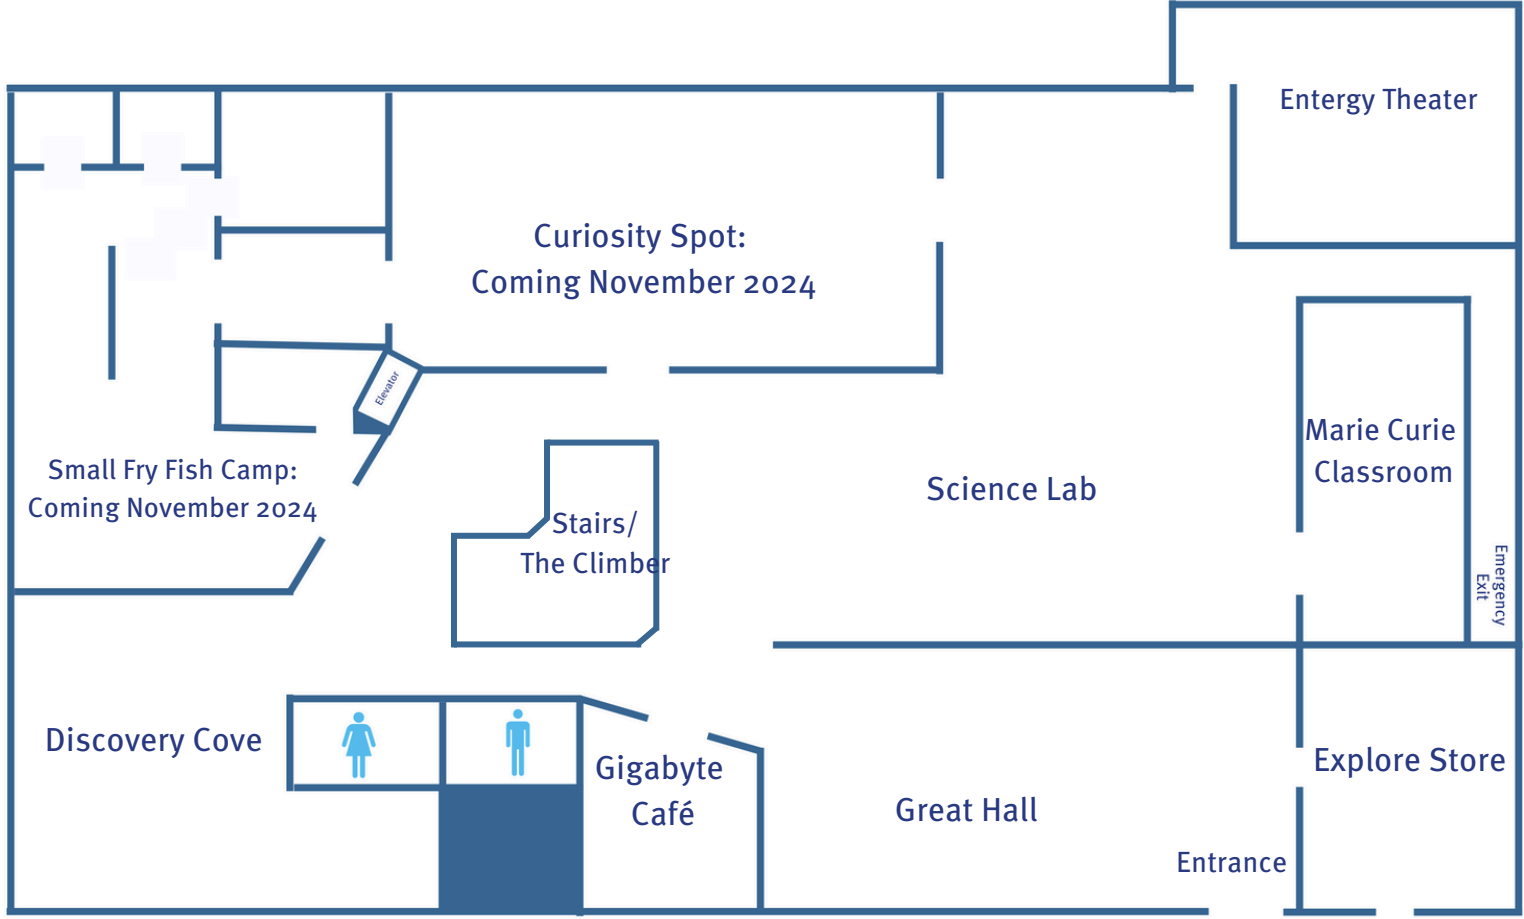 Entergy Theater
Curiosity Spot:
Coming November 2024
Elevator
Marie Curie
Classroom
Small Fry Fish Camp:
Coming November 2024
Science Lab
Stairs/
The Climber
Emergency
Exit
Discovery Cove
Gigabyte
Café
Great Hall
Explore Store
Entrance